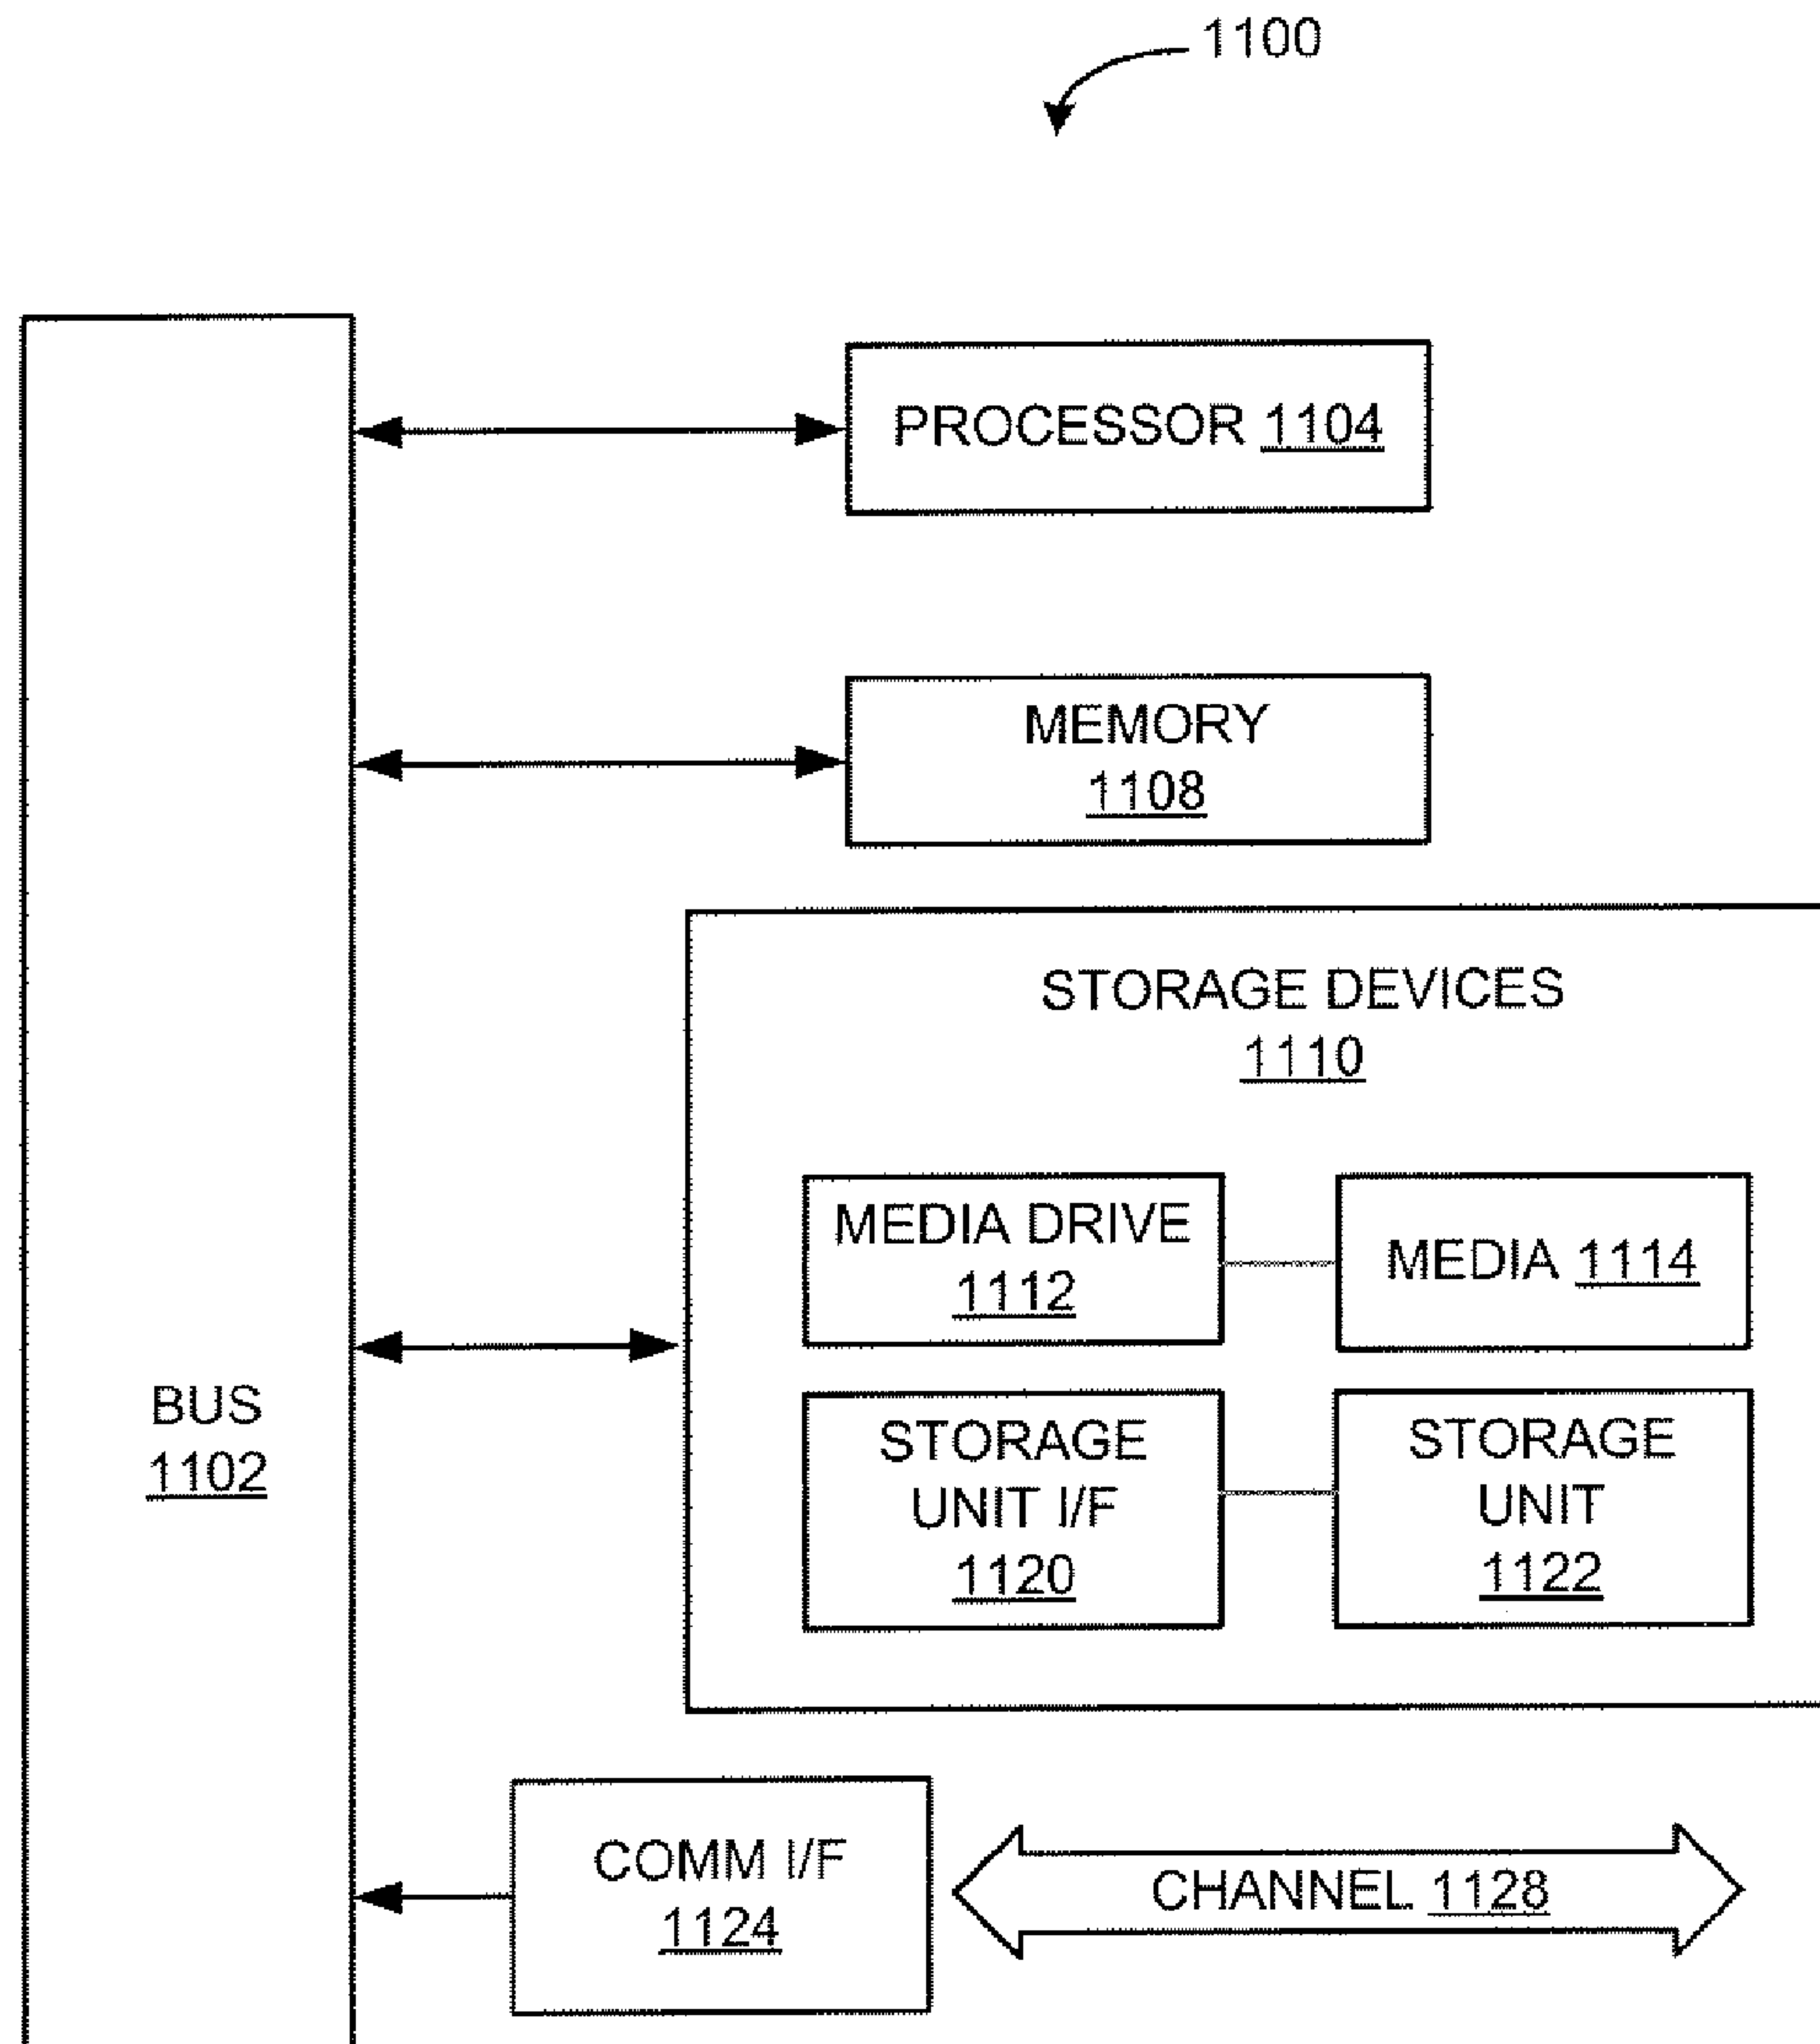 1100
PROCESSOR 1104
MEMORY
1108
STORAGE DEVICES
1110
MEDIA DRIVE
1112
MEDIA 1114
BUS
1102
STORAGE
UNIT I/F
1120
STORAGE
UNIT
1122
COMM I/F
1124
CHANNEL 1128